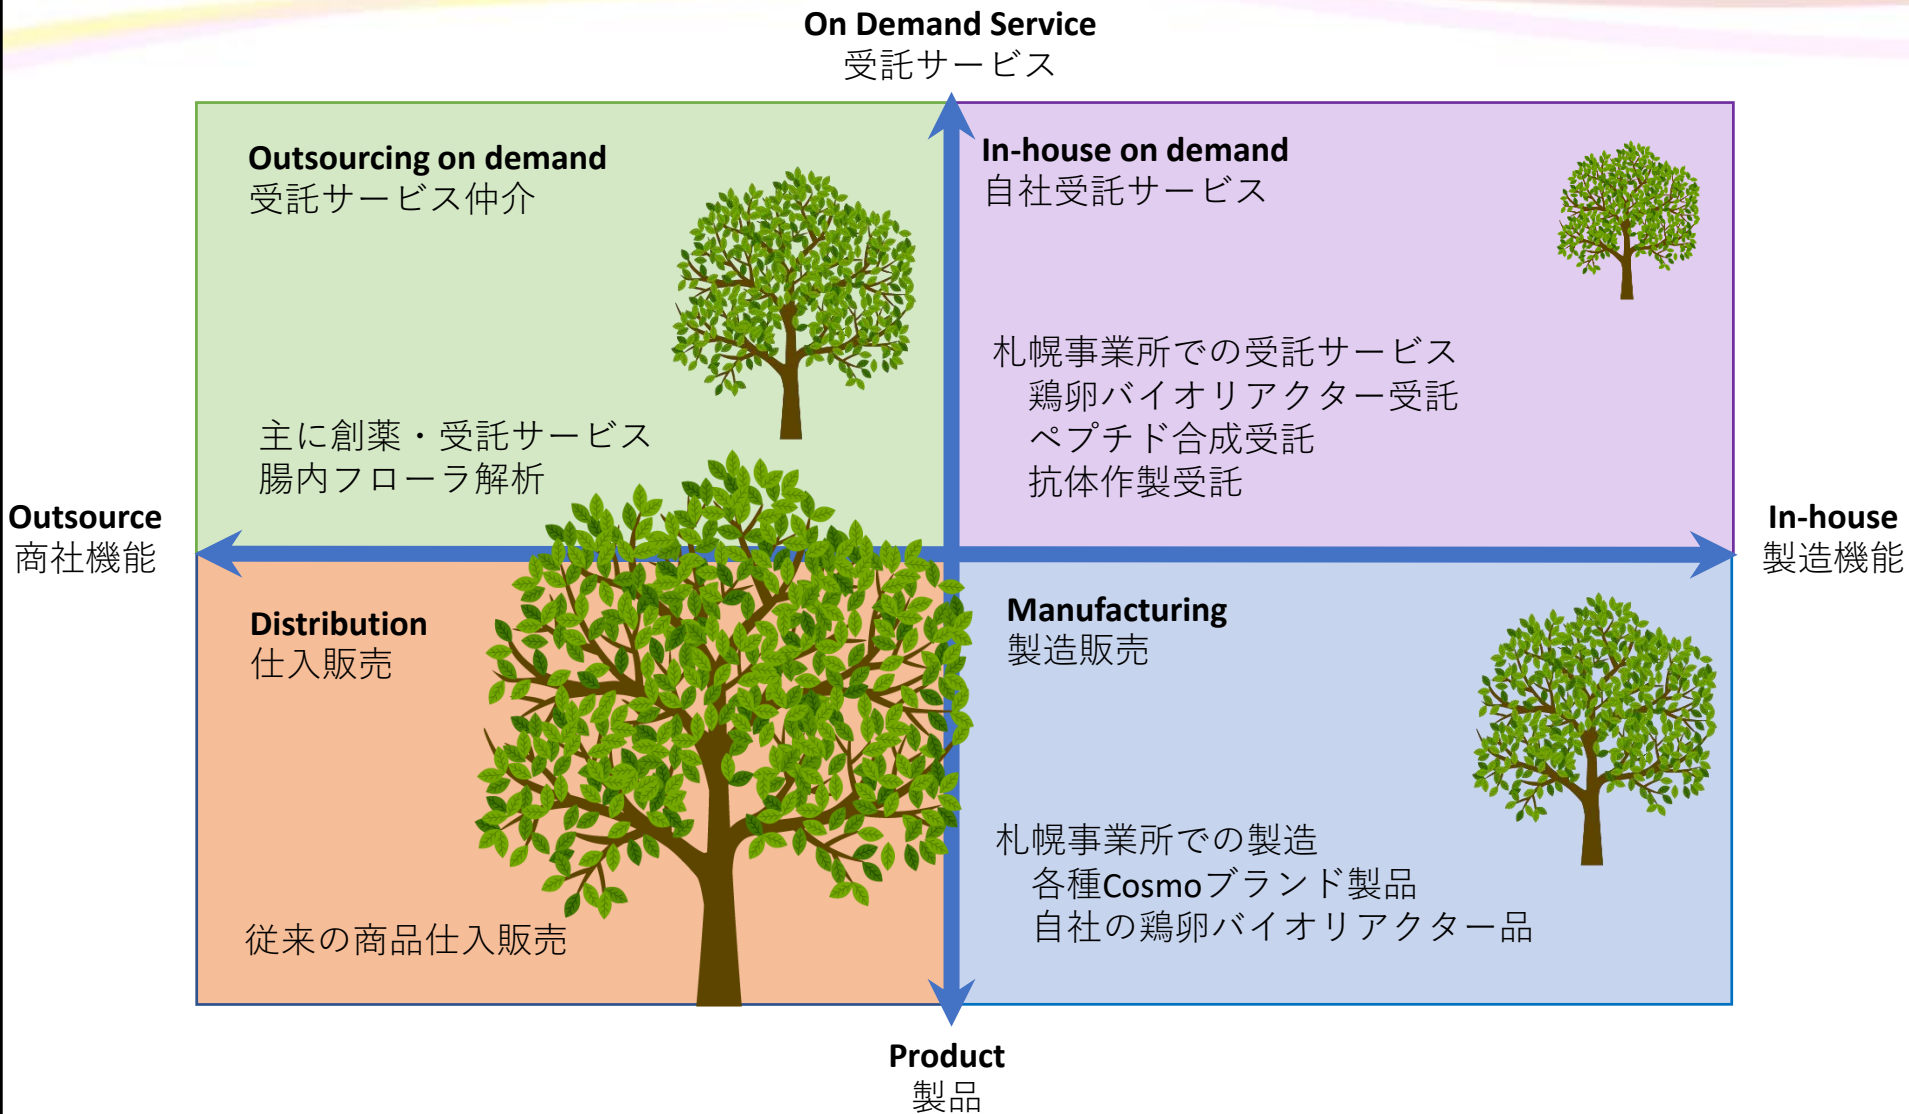 On Demand Service
受託サービス
Outsourcing on demand
受託サービス仲介
主に創薬・受託サービス
腸内フローラ解析
In-house on demand
自社受託サービス
札幌事業所での受託サービス
鶏卵バイオリアクター受託
ペプチド合成受託
抗体作製受託
Outsource
商社機能
In-house
製造機能
Distribution
仕入販売
従来の商品仕入販売
Manufacturing
製造販売
札幌事業所での製造
各種Cosmoブランド製品
自社の鶏卵バイオリアクター品
Product
製品